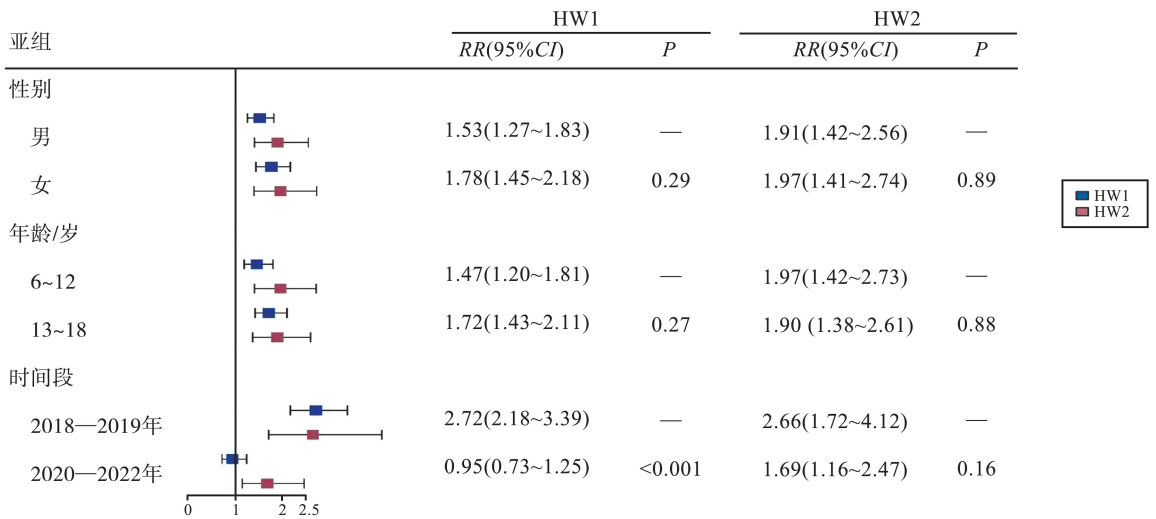 亚组 HW1 HW2
RR(95%CI) P RR(95%CI) P
性别
男 1.53(1.27~1.83) — 1.91(1.42~2.56) —
女 1.78(1.45~2.18) 0.29 1.97(1.41~2.74) 0.89
年龄/岁
6~12 1.47(1.20~1.81) — 1.97(1.42~2.73) —
13~18 1.72(1.43~2.11) 0.27 1.90 (1.38~2.61) 0.88
时间段
2018—2019年 2.72(2.18~3.39) — 2.66(1.72~4.12) —
2020—2022年 0.95(0.73~1.25) <0.001 1.69(1.16~2.47) 0.16
0 1 2 2.5
HW1
HW2